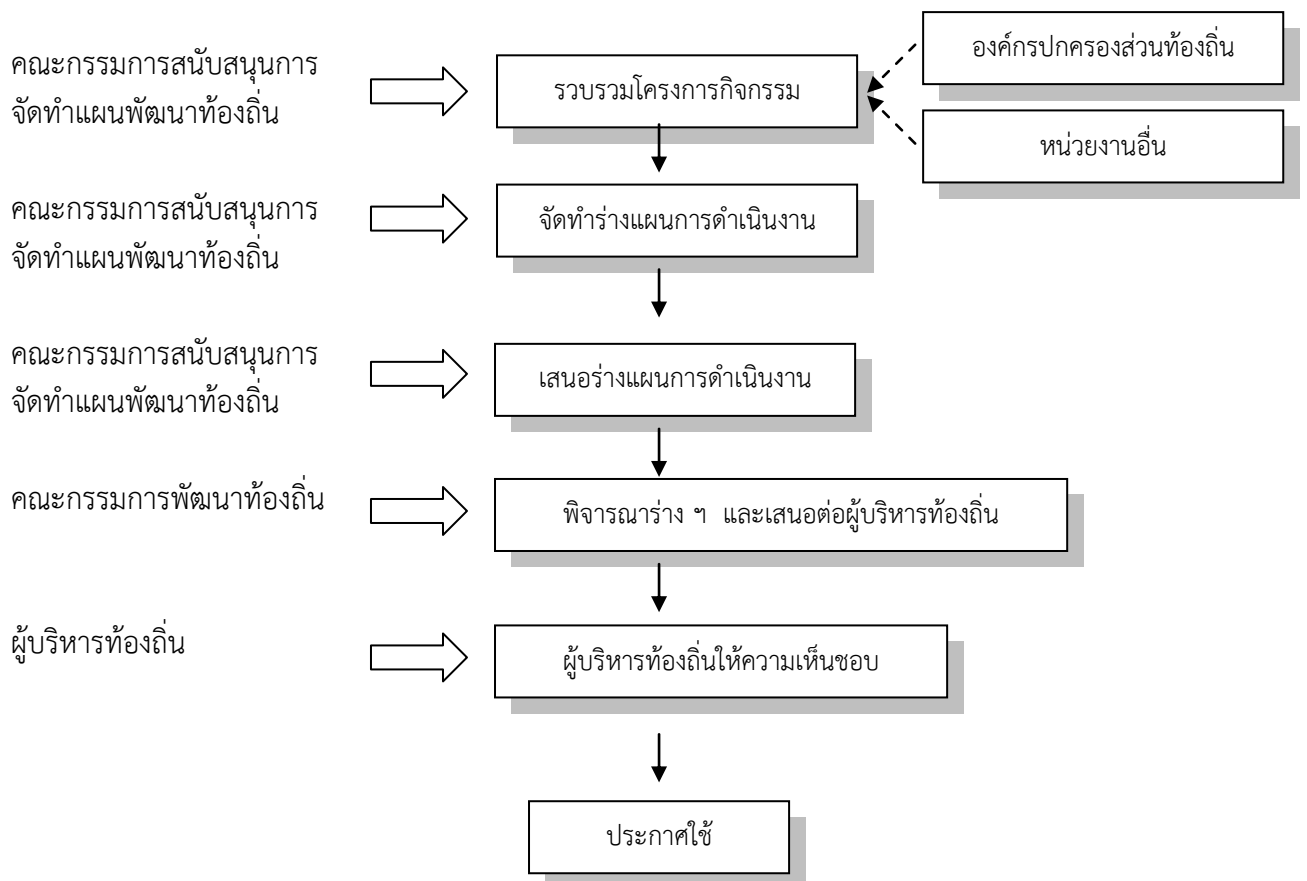 คณะกรรมการสนับสนุนการ
จัดทำแผนพัฒนาท้องถิ่น
รวบรวมโครงการกิจกรรม
องค์กรปกครองส่วนท้องถิ่น
หน่วยงานอื่น
คณะกรรมการสนับสนุนการ
จัดทำแผนพัฒนาท้องถิ่น
จัดทำร่างแผนการดำเนินงาน
คณะกรรมการสนับสนุนการ
จัดทำแผนพัฒนาท้องถิ่น
เสนอร่างแผนการดำเนินงาน
คณะกรรมการพัฒนาท้องถิ่น
พิจารณาร่าง ฯ และเสนอต่อผู้บริหารท้องถิ่น
ผู้บริหารท้องถิ่น
ผู้บริหารท้องถิ่นให้ความเห็นชอบ
ประกาศใช้